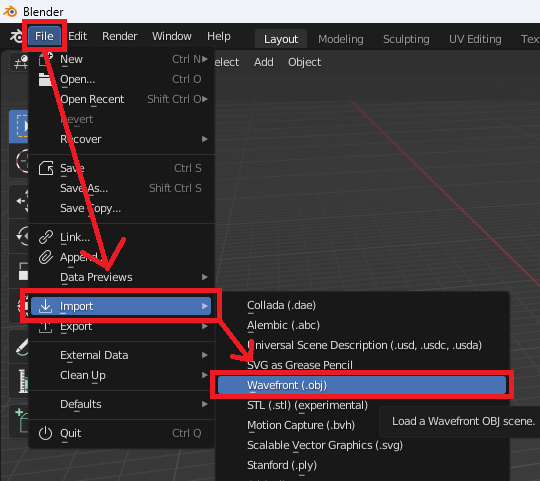 Blender
File Edit Render Window Help Layout Modeling Sculpting UV Editing
elect Add Object
New Ctrl N
Open... Ctrl O
Open Recent Shift Ctrl O
Revert
Recover
Save Ctrl S
Save As... Shift Ctrl S
Save Copy...
Link...
Append...
Data Previews
Import
Export
External Data
Clean Up
Defaults
Quit Ctrl Q
Collada (.dae)
Alembic (.abc)
Universal Scene Description (.usd, .usdc, .usda)
SVG as Grease Pencil
Wavefront (.obj)
STL (.stl) (experimental)
Motion Capture (.bvh)
Load a Wavefront OBJ scene.
Scalable Vector Graphics (.svg)
Stanford (.ply)